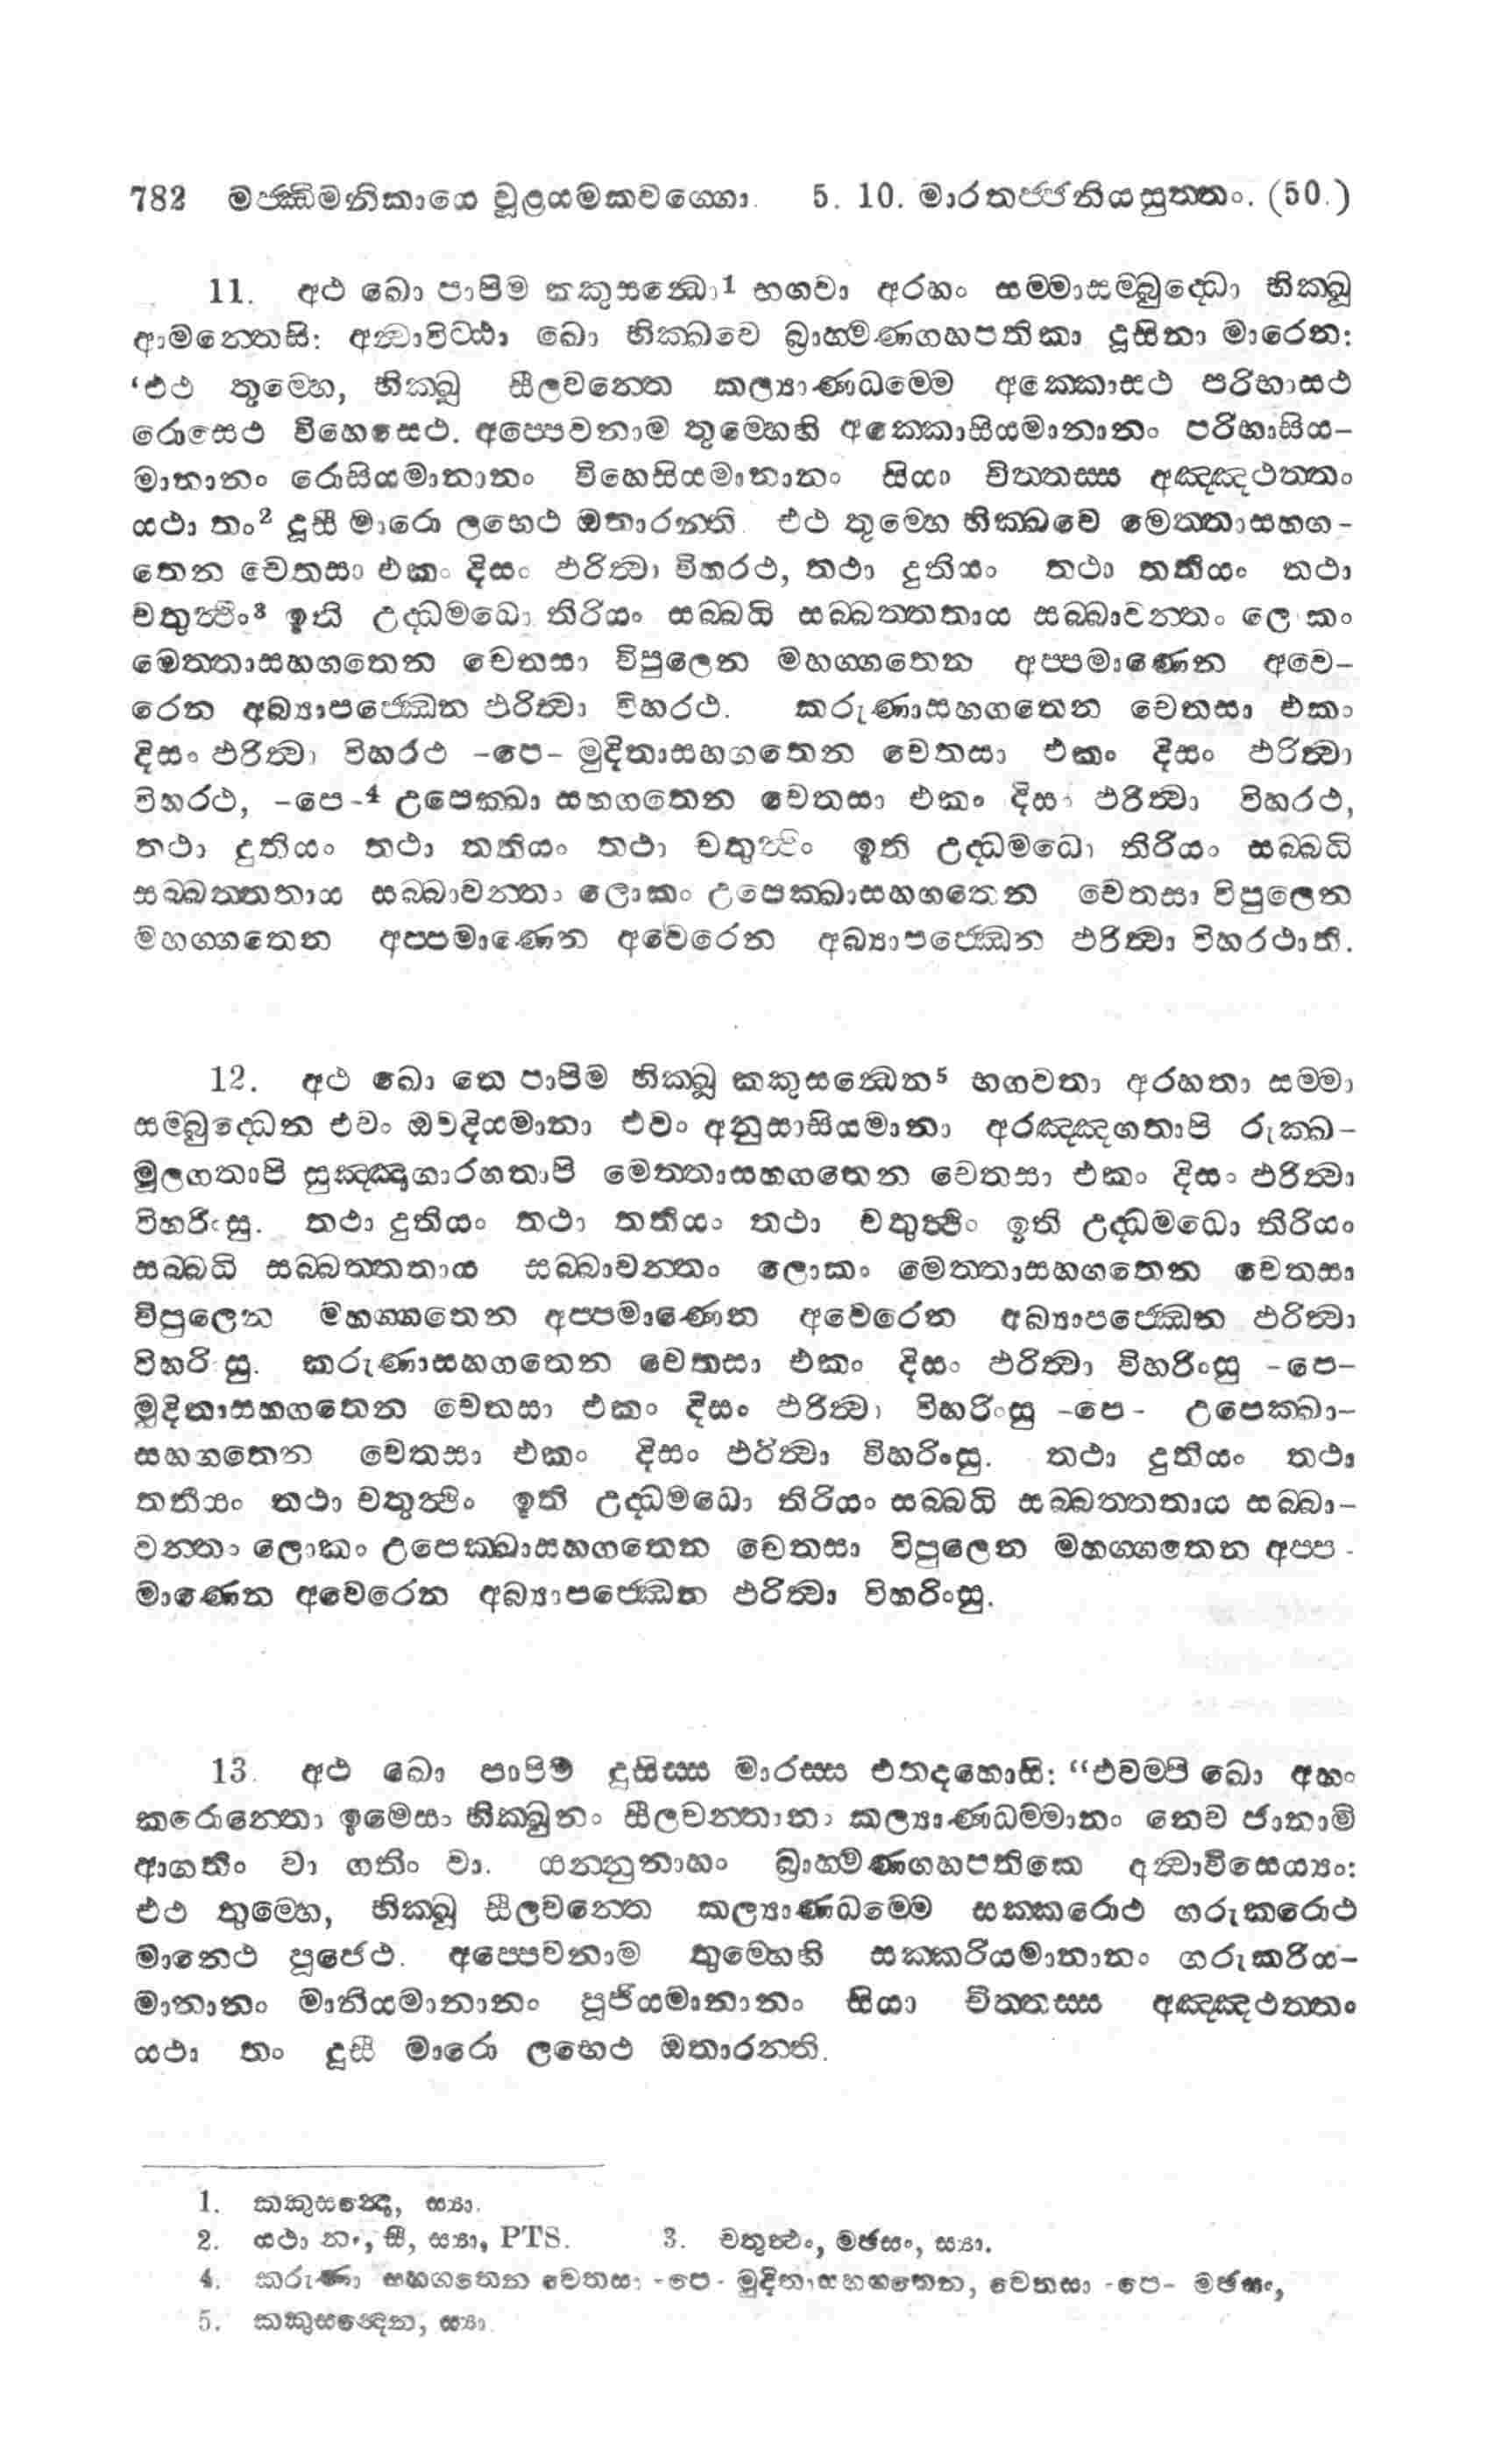 782 මජ්ඣිමනිකායෙ චූළයමකවග්ගො. 5. 10. මාරතජ්ජනියසුත්තං. (50.)
11. අථ ඛො පාපිම කකුසන්ධො1 භගවා අරහං සම්මාසම්බුද්ධො භික්ඛූ
ආමන්තෙසි: අන්වාවිට්ඨා ඛො භික්ඛවෙ බ්‍රාහ්මණගහපතිකා දූසිනා මාරෙන:
‘එථ තුම්හෙ, භික්ඛූ සීලවන්තෙ කල්‍යාණධම්මෙ අක්කොසථ පරිභාසථ
රොසෙථ විහෙසෙථ. අප්පෙවනාම තුම්හෙහි අක්කොසියමානානං පරිභාසිය-
මානානං රොසියමානානං විහෙසියමානානං සියා චිත්තස්ස අඤ්ඤථත්තං
යථා තං2 දූසී මාරො ලභෙථ ඔතාරන්ති. එථ තුම්හෙ භික්ඛවෙ මෙත්තාසහග-
තෙන චෙතසා එකං දිසං ඵරිත්‍වා විහරථ, තථා දුතියං තථා තතියං තථා
චතුත්‍ථිං3 ඉති උද්ධමධො තිරියං සබ්බධි සබ්බත්තතාය සබ්බාවන්තං ලොකං
මෙත්තාසහගතෙන චෙතසා විපුලෙන මහග්ගතෙන අප්පමාණෙන අවෙ-
රෙන අබ්‍යාපජ්ඣෙන ඵරිත්‍වා විහරථ. කරුණාසහගතෙන චෙතසා එකං
දිසං ඵරිත්‍වා විහරථ -පෙ- මුදිතාසහගතෙන චෙතසා එකං දිසං ඵරිත්‍වා
විහරථ, -පෙ-4 උපෙක්ඛා සහගතෙන චෙතසා එකං දිසං ඵරිත්‍වා විහරථ,
තථා දුතියං තථා තතියං තථා චතුත්‍ථිං ඉති උද්ධමධො තිරියං සබ්බධි
සබ්බත්තතාය සබ්බාවන්තං ලොකං උපෙක්ඛාසහගතෙන චෙතසා විපුලෙන
මහග්ගතෙන අප්පමාණෙන අවෙරෙන අබ්‍යාපජ්ඣෙන ඵරිත්‍වා විහරථාති.
12. අථ ඛො තෙ පාපිම භික්ඛූ කකුසන්ධෙන5 භගවතා අරහතා සම්මා
සම්බුද්ධෙන එවං ඔවදියමානා එවං අනුසාසියමානා අරඤ්ඤගතාපි රුක්ඛ-
මූලගතාපි සුඤ්ඤාගාරගතාපි මෙත්තාසහගතෙන චෙතසා එකං දිසං ඵරිත්‍වා
විහරිංසු. තථා දුතියං තථා තතියං තථා චතුත්‍ථිං ඉති උද්ධමධො තිරියං
සබ්බධි සබ්බත්තතාය සබ්බාවන්තං ලොකං මෙත්තාසහගතෙන චෙතසා
විපුලෙන මහග්ගතෙන අප්පමාණෙන අවෙරෙන අබ්‍යාපජ්ඣෙන ඵරිත්‍වා
විහරිංසු. කරුණාසහගතෙන චෙතසා එකං දිසං ඵරිත්‍වා විහරිංසු -පෙ-
මුදිතාසහගතෙන චෙතසා එකං දිසං ඵරිත්‍වා විහරිංසු -පෙ- උපෙක්ඛා-
සහගතෙන චෙතසා එකං දිසං ඵරිත්‍වා විහරිංසු. තථා දුතියං තථා
තතියං තථා චතුත්‍ථිං ඉති උද්ධමධො තිරියං සබ්බධි සබ්බත්තතාය සබ්බා-
වන්තං ලොකං උපෙක්ඛාසහගතෙන චෙතසා විපුලෙන මහග්ගතෙන අප්ප-
මාණෙන අවෙරෙන අබ්‍යාපජ්ඣෙන ඵරිත්‍වා විහරිංසු.
13. අථ ඛො පාපිම දූසිස්ස මාරස්ස එතදහොසි: “එවම්පි ඛො අහං
කරොන්තො ඉමෙසං භික්ඛුනං සීලවන්තානං කල්‍යාණධම්මානං නෙව ජානාමි
ආගතිං වා ගතිං වා. යන්නුනාහං බ්‍රාහ්මණගහපතිකෙ අන්වාවිසෙය්‍යං:
එථ තුම්හෙ, භික්ඛූ සීලවන්තෙ කල්‍යාණධම්මෙ සක්කරොථ ගරුකරොථ
මානෙථ පූජෙථ. අප්පෙවනාම තුම්හෙහි සක්කරියමානානං ගරුකරිය-
මානානං මානියමානානං පූජියමානානං සියා චිත්තස්ස අඤ්ඤථත්තං
යථා තං දූසී මාරො ලභෙථ ඔතාරන්ති.
1. කකුසන්‍ධො, ස්‍යා.
2. යථා නං, සී, ස්‍යා, PTS. 3. චතුත්‍ථං, මජසං, ස්‍යා.
4. කරුණා සහගතෙන චෙතසා -පෙ- මුදිතාසහගතෙන, චෙතසා -පෙ- මජසං,
5. කකුසන්‍ධෙන, ස්‍යා.